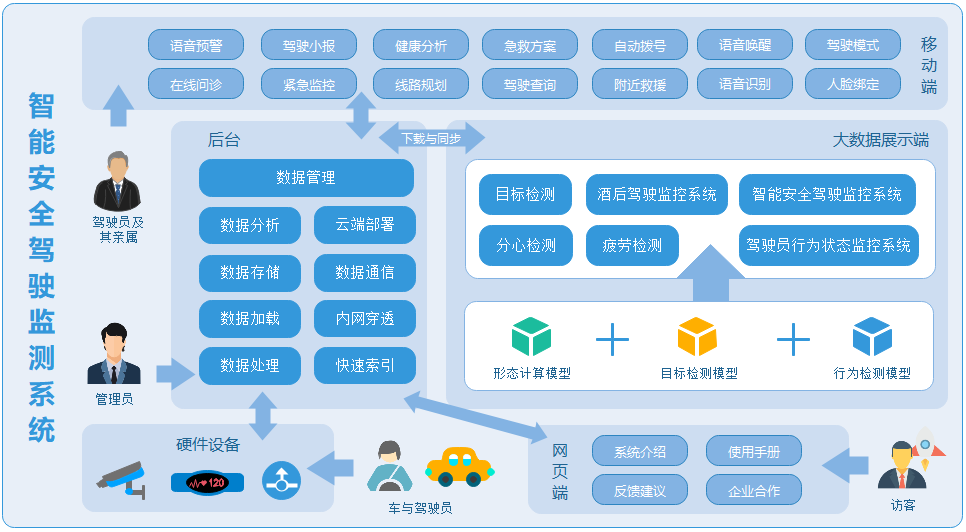 智能安全驾驶监测系统
语音预警
驾驶小报
健康分析
急救方案
自动拨号
语音唤醒
驾驶模式
在线问诊
紧急监控
线路规划
驾驶查询
附近救援
语音识别
人脸绑定
移动端
驾驶员及
其亲属
管理员
后台
数据管理
数据分析
云端部署
数据存储
数据通信
数据加载
内网穿透
数据处理
快速索引
下载与同步
大数据展示端
目标检测
酒后驾驶监控系统
智能安全驾驶监控系统
分心检测
疲劳检测
驾驶员行为状态监控系统
形态计算模型
目标检测模型
行为检测模型
硬件设备
120
车与驾驶员
网页端
系统介绍
使用手册
反馈建议
企业合作
访客